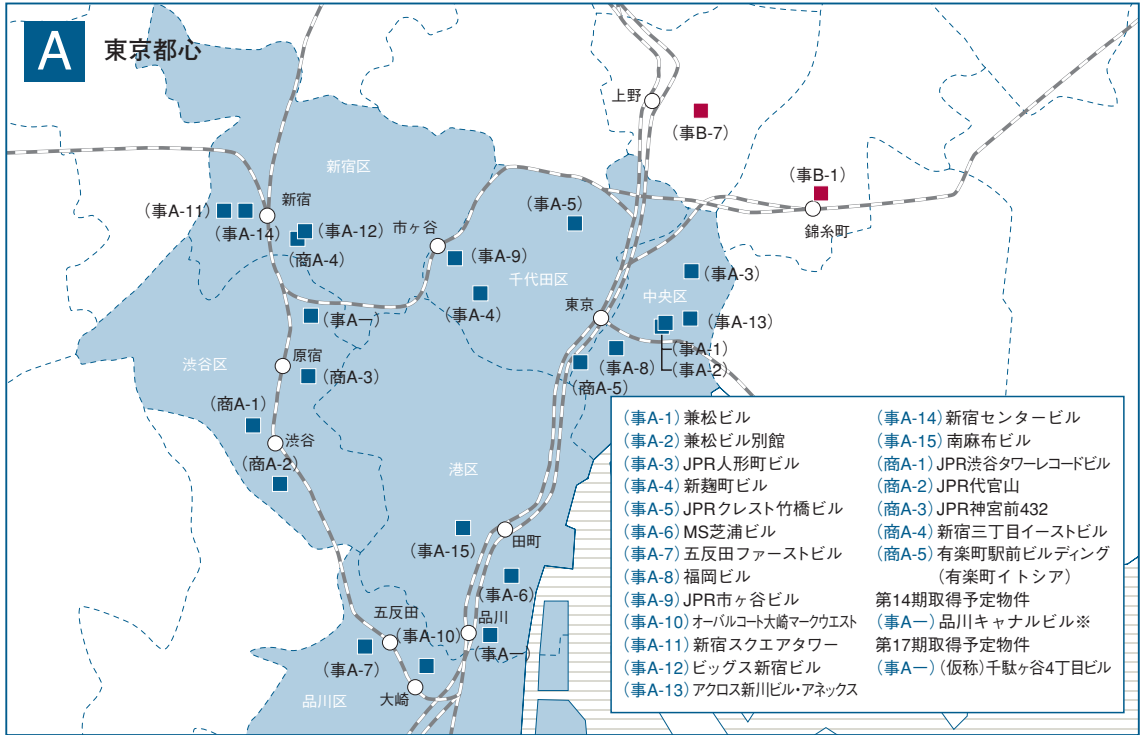 A 東京都心
上野
(事B-7)
新宿区
(事B-1)
錦糸町
(事A-11)
新宿
(事A-14)
(事A-12)
(商A-4)
市ヶ谷
(事A-5)
(事A-9)
千代田区
(事A-4)
(事A-3)
中央区
東京
(事A-13)
(事A-1)
(事A-2)
(事A-8)
(商A-5)
(事Aー)
原宿
渋谷区
(商A-3)
(商A-1)
渋谷
(商A-2)
港区
(事A-15)
田町
(事A-6)
五反田
(事A-10)
品川
(事Aー
(事A-7)
大崎
品川区
(事A-1) 兼松ビル
(事A-2) 兼松ビル別館
(事A-3) JPR人形町ビル
(事A-4) 新麹町ビル
(事A-5) JPRクレスト竹橋ビル
(事A-6) MS芝浦ビル
(事A-7) 五反田ファーストビル
(事A-8) 福岡ビル
(事A-9) JPR市ヶ谷ビル
(事A-10) オーバルコート大崎マークウエスト
(事A-11) 新宿スクエアタワー
(事A-12) ビッグス新宿ビル
(事A-13) アクロス新川ビル・アネックス
(事A-14) 新宿センタービル
(事A-15) 南麻布ビル
(商A-1) JPR渋谷タワーレコードビル
(商A-2) JPR代官山
(商A-3) JPR神宮前432
(商A-4) 新宿三丁目イーストビル
(商A-5) 有楽町駅前ビルディング
(有楽町イトシア)
第14期取得予定物件
(事Aー) 品川キャナルビル※
第17期取得予定物件
(事Aー) (仮称)千駄ヶ谷4丁目ビル